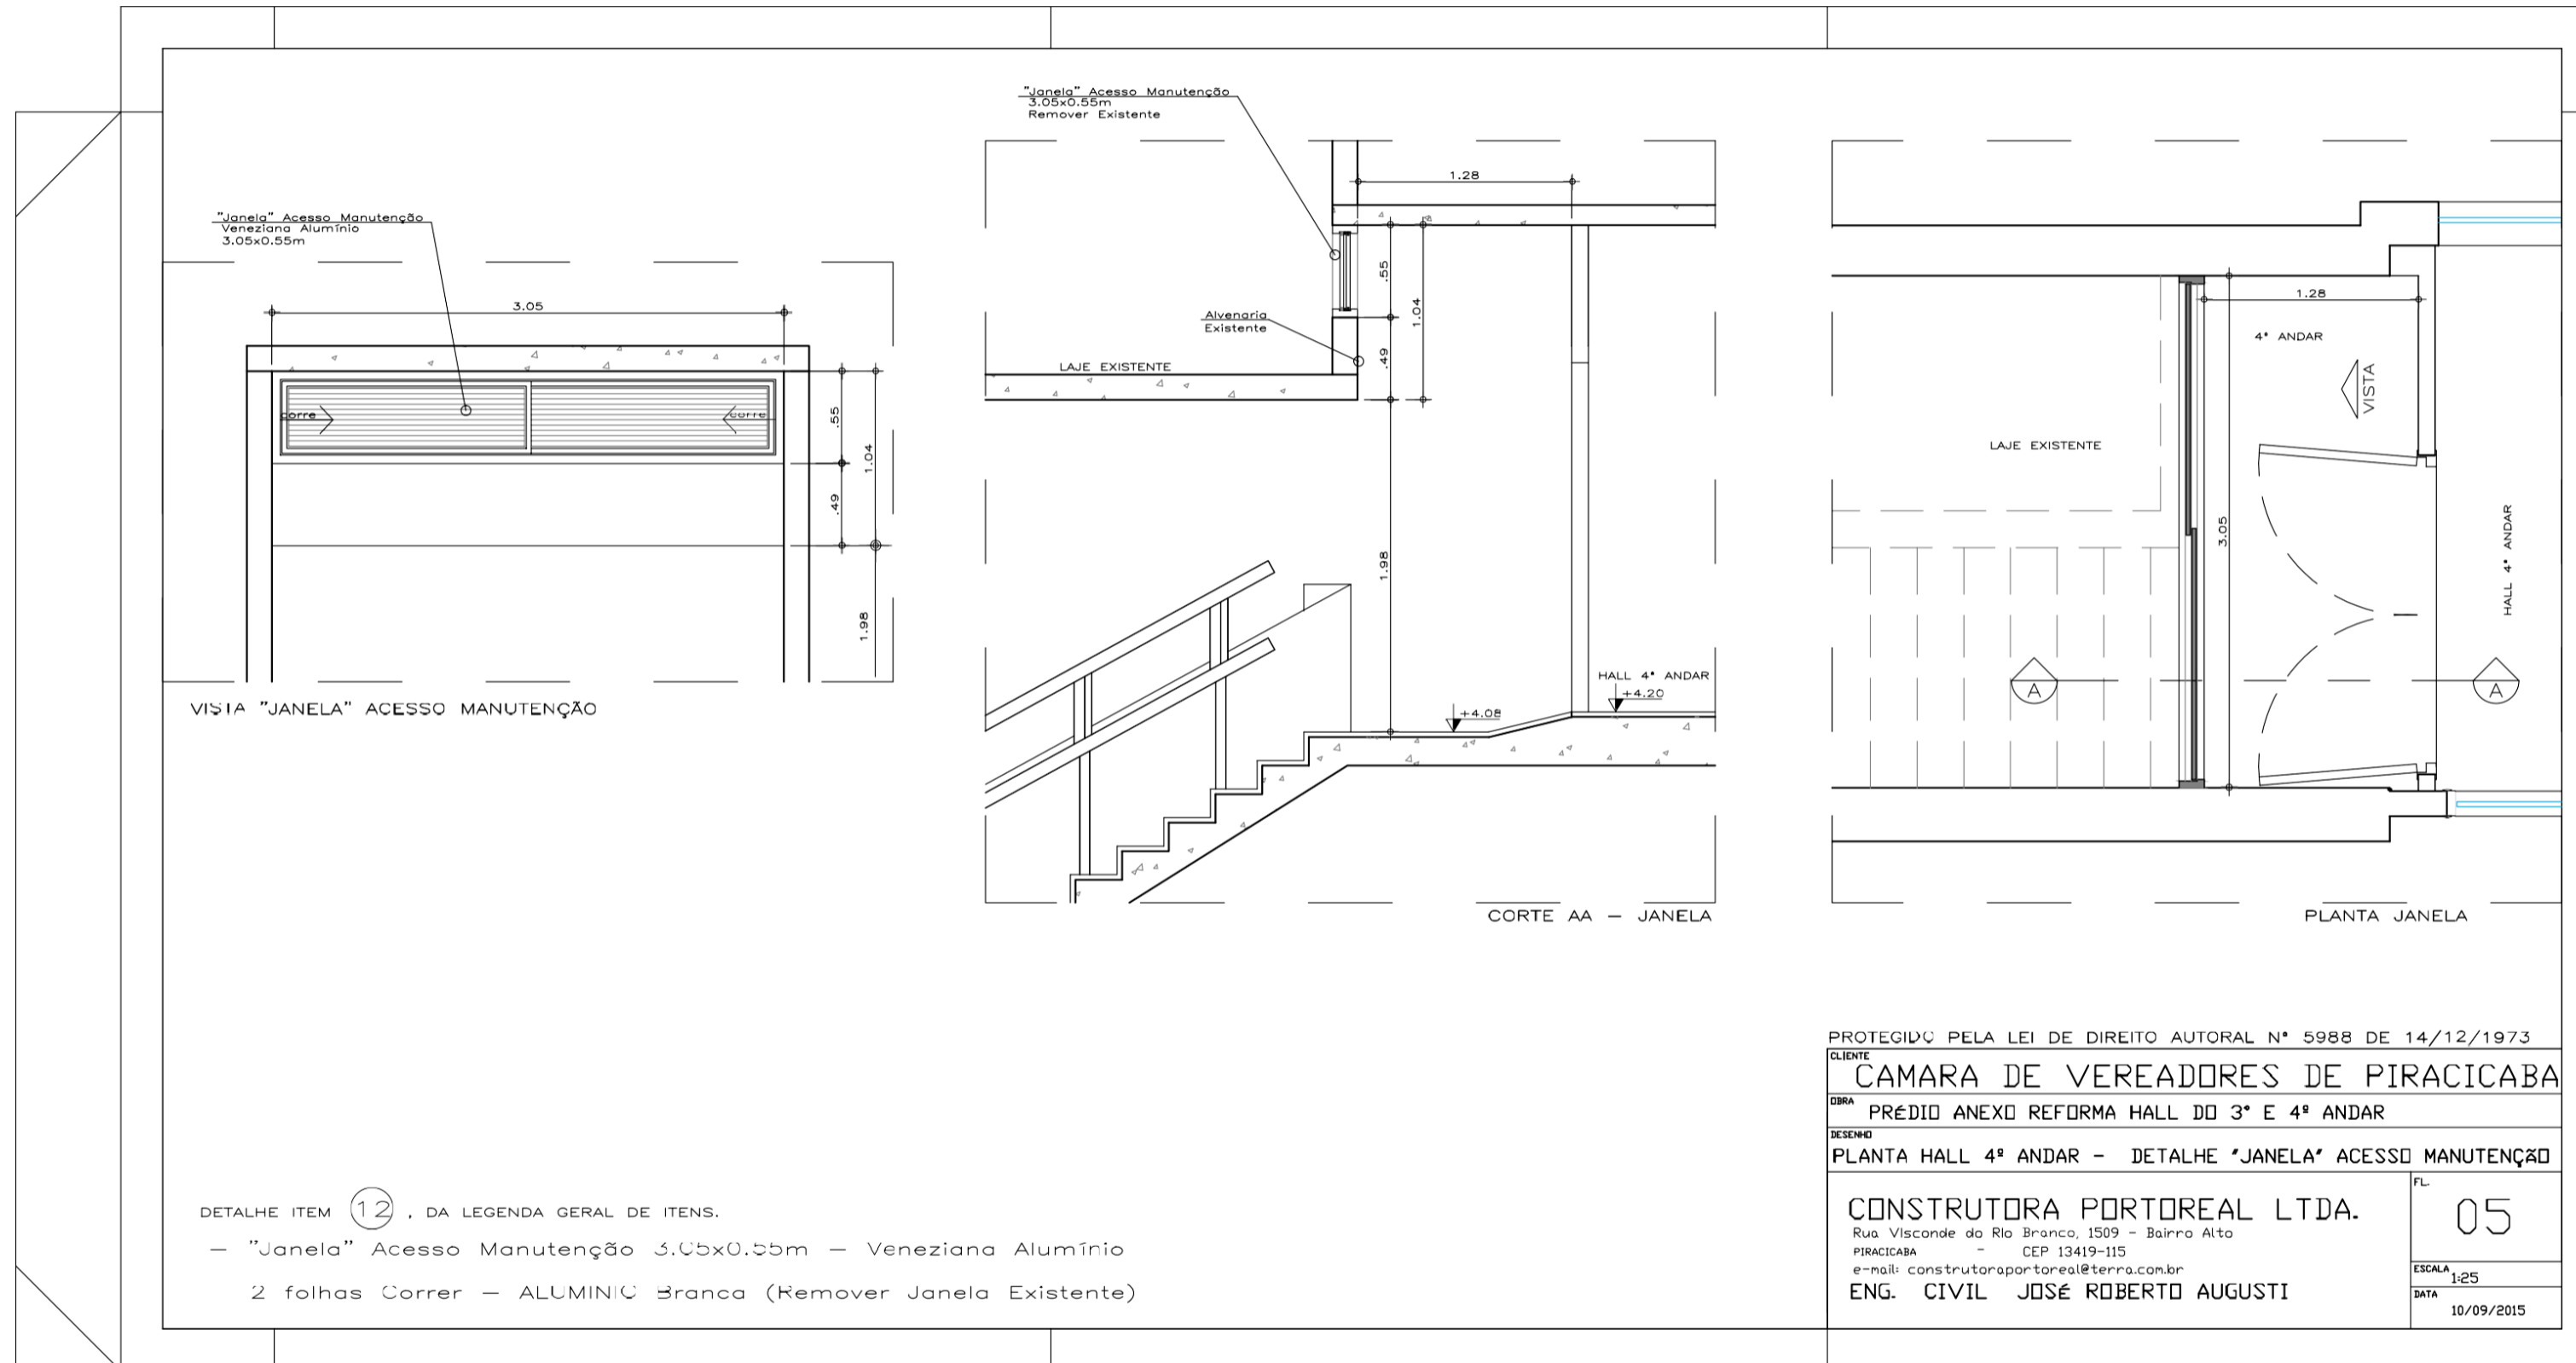 "Janela" Acesso Manutenção
Veneziana Alumínio
3.05x0.55m
3.05
corre
corre
.55
1.04
.49
1.98
VISTA "JANELA" ACESSO MANUTENÇÃO
"Janela" Acesso Manutenção
3.05x0.55m
Remover Existente
1.28
.55
1.04
Alvenaria
Existente
.49
LAJE EXISTENTE
1.98
HALL 4° ANDAR
+4.20
+4.08
CORTE AA – JANELA
1.28
4° ANDAR
VISTA
LAJE EXISTENTE
3.05
HALL 4° ANDAR
A
A
PLANTA JANELA
DETALHE ITEM 12 , DA LEGENDA GERAL DE ITENS.
– "Janela" Acesso Manutenção 3.05x0.55m – Veneziana Alumínio
2 folhas Correr – ALUMINIO Branca (Remover Janela Existente)
PROTEGIDO PELA LEI DE DIREITO AUTORAL N° 5988 DE 14/12/1973
CLIENTE
CAMARA DE VEREADORES DE PIRACICABA
OBRA
PRÉDIO ANEXO REFORMA HALL DO 3° E 4º ANDAR
DESENHO
PLANTA HALL 4º ANDAR - DETALHE "JANELA" ACESSO MANUTENÇÃO
CONSTRUTORA PORTOREAL LTDA.
Rua Visconde do Rio Branco, 1509 - Bairro Alto
PIRACICABA - CEP 13419-115
e-mail: construtoraportoreal@terra.com.br
ENG. CIVIL JOSÉ ROBERTO AUGUSTI
FL.
05
ESCALA
1:25
DATA
10/09/2015